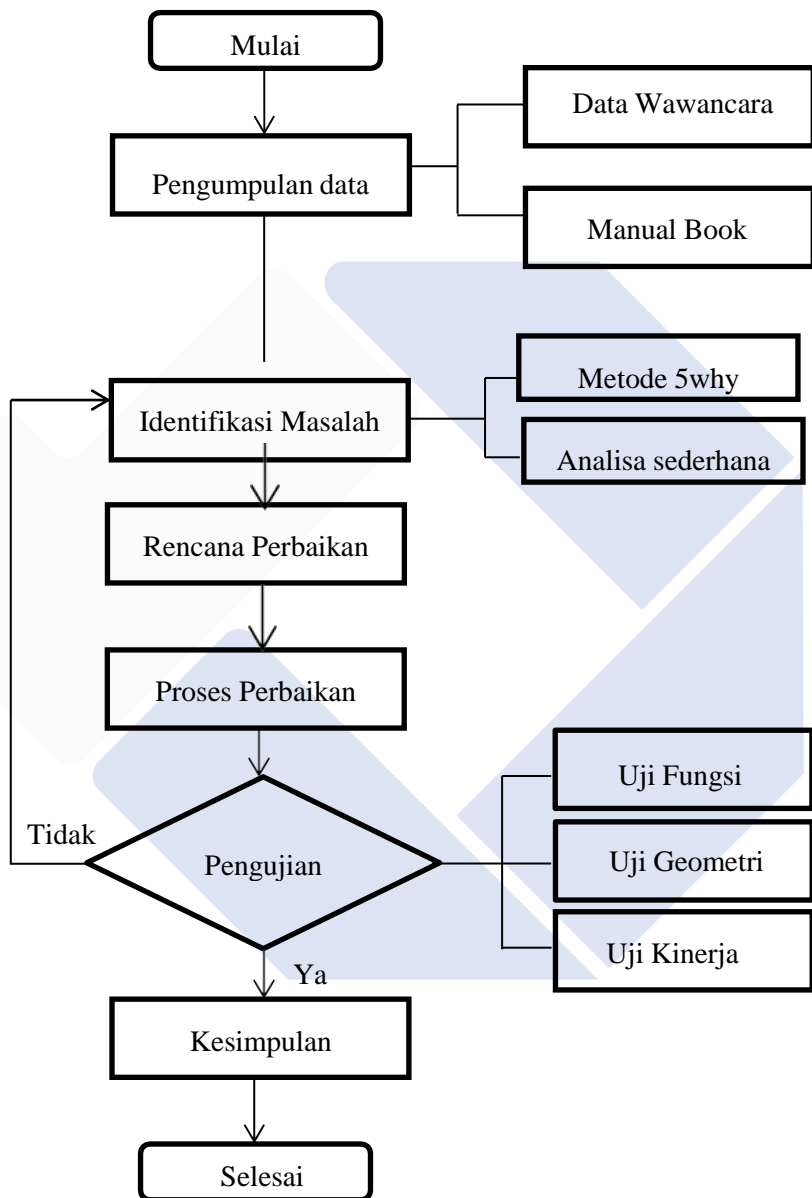 Mulai
Data Wawancara
Pengumpulan data
Manual Book
Metode 5why
Identifikasi Masalah
Analisa sederhana
Rencana Perbaikan
Proses Perbaikan
Uji Fungsi
Tidak
Pengujian
Uji Geometri
Uji Kinerja
Ya
Kesimpulan
Selesai